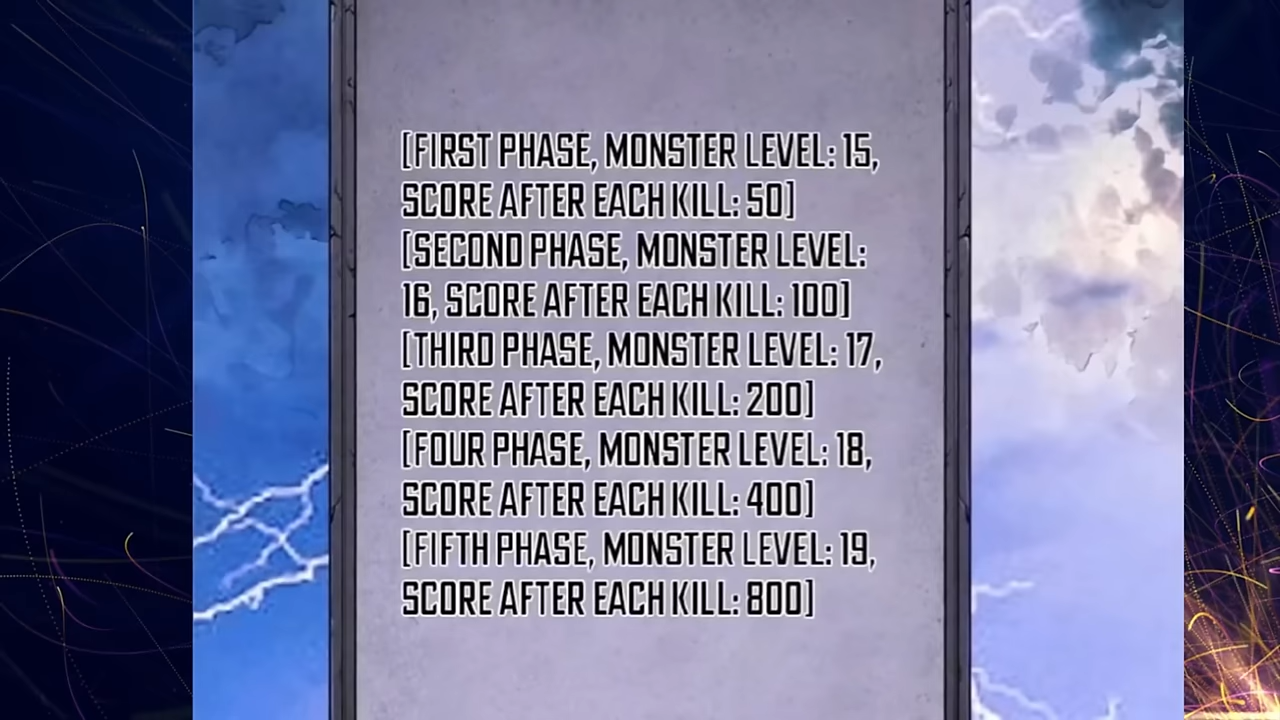 [FIRST PHASE, MONSTER LEVEL: 15,
SCORE AFTER EACH KILL: 50]
[SECOND PHASE, MONSTER LEVEL:
16, SCORE AFTER EACH KILL: 100]
[THIRD PHASE, MONSTER LEVEL: 17,
SCORE AFTER EACH KILL: 200]
[FOUR PHASE, MONSTER LEVEL: 18,
SCORE AFTER EACH KILL: 400]
[FIFTH PHASE, MONSTER LEVEL: 19,
SCORE AFTER EACH KILL: 800]